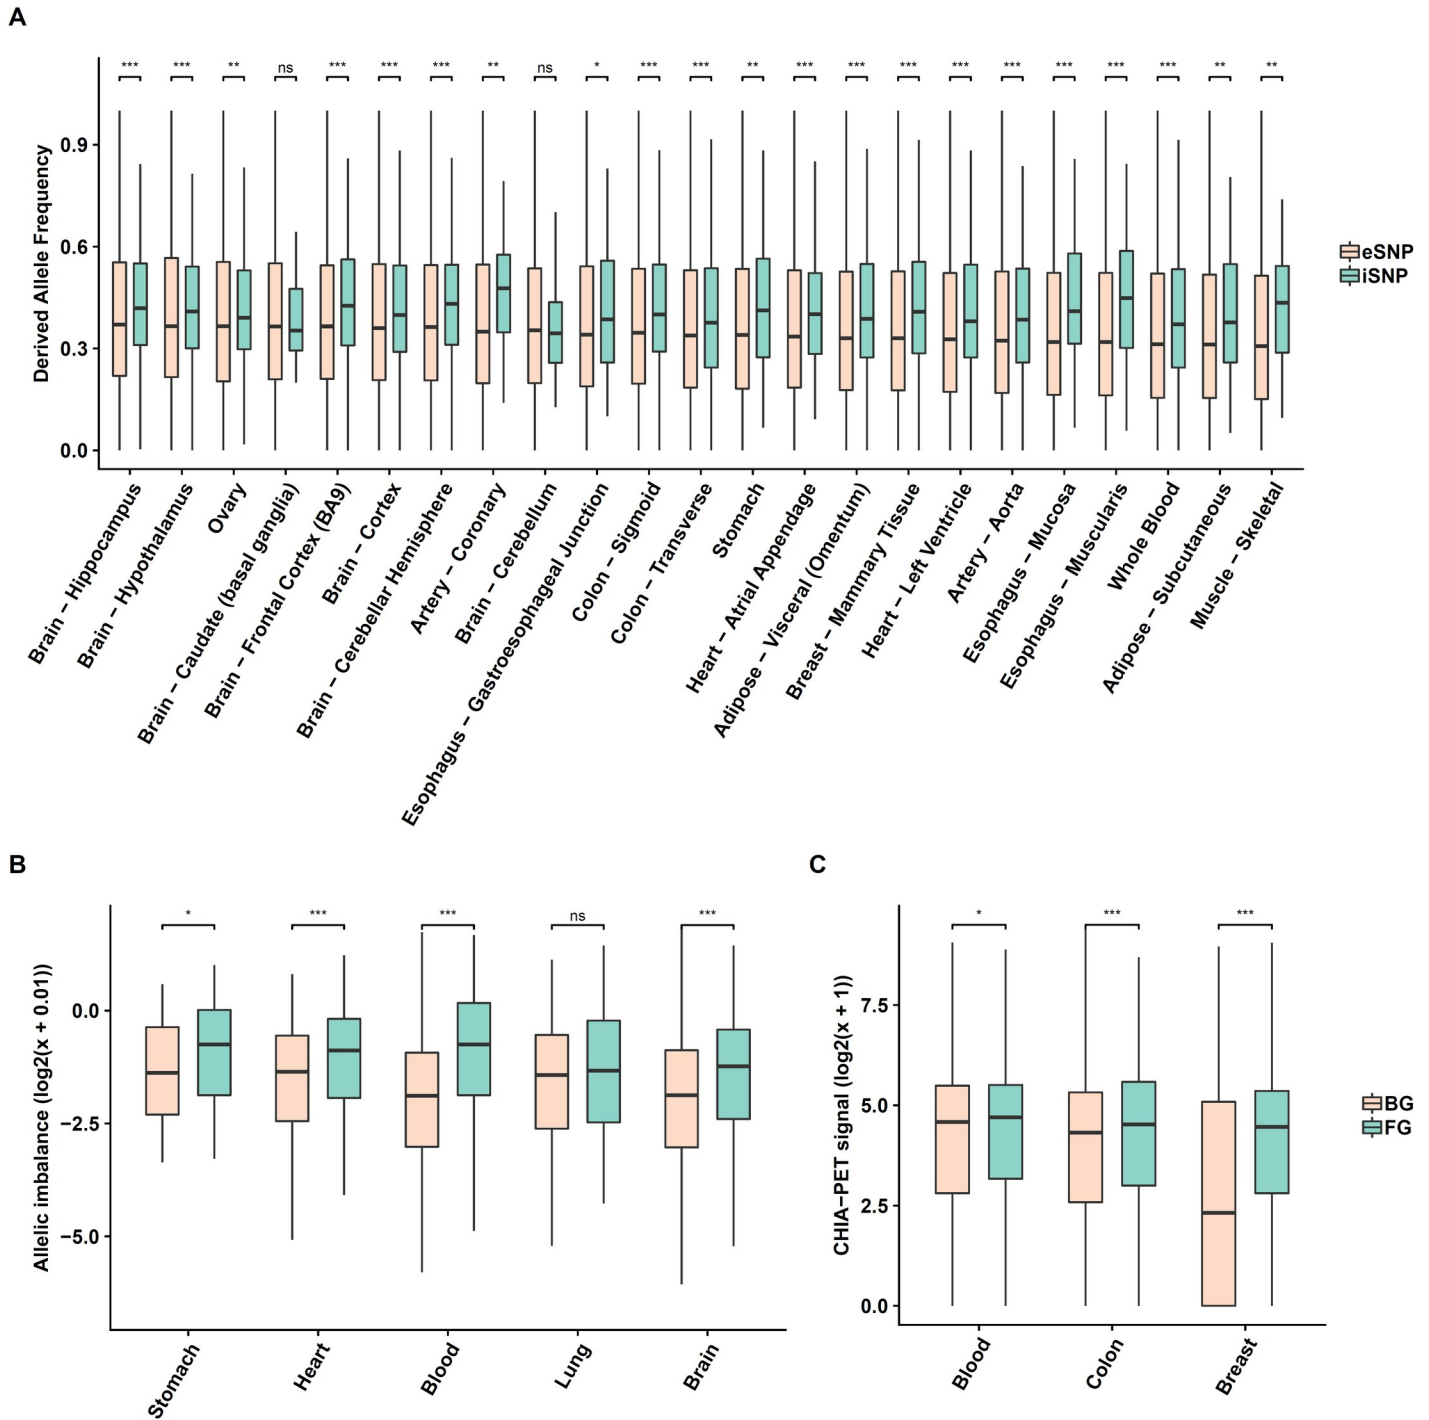 A
*** *** ** ns *** *** *** ** ns * *** *** ** *** *** *** *** *** *** *** *** ** **
Derived Allele Frequency
0.9
0.6
0.3
0.0
eSNP
iSNP
Brain − Hippocampus
Brain − Hypothalamus
Ovary
Brain − Caudate (basal ganglia)
Brain − Frontal Cortex (BA9)
Brain − Cortex
Brain − Cerebellar Hemisphere
Artery − Coronary
Brain − Cerebellum
Esophagus − Gastroesophageal Junction
Colon − Sigmoid
Colon − Transverse
Stomach
Heart − Atrial Appendage
Adipose − Visceral (Omentum)
Breast − Mammary Tissue
Heart − Left Ventricle
Artery − Aorta
Esophagus − Mucosa
Esophagus − Muscularis
Whole Blood
Adipose − Subcutaneous
Muscle − Skeletal
B
* *** *** ns ***
Allelic imbalance (log2(x + 0.01))
0.0
−2.5
−5.0
Stomach
Heart
Blood
Lung
Brain
C
* *** ***
CHIA−PET signal (log2(x + 1))
7.5
5.0
2.5
0.0
BG
FG
Blood
Colon
Breast